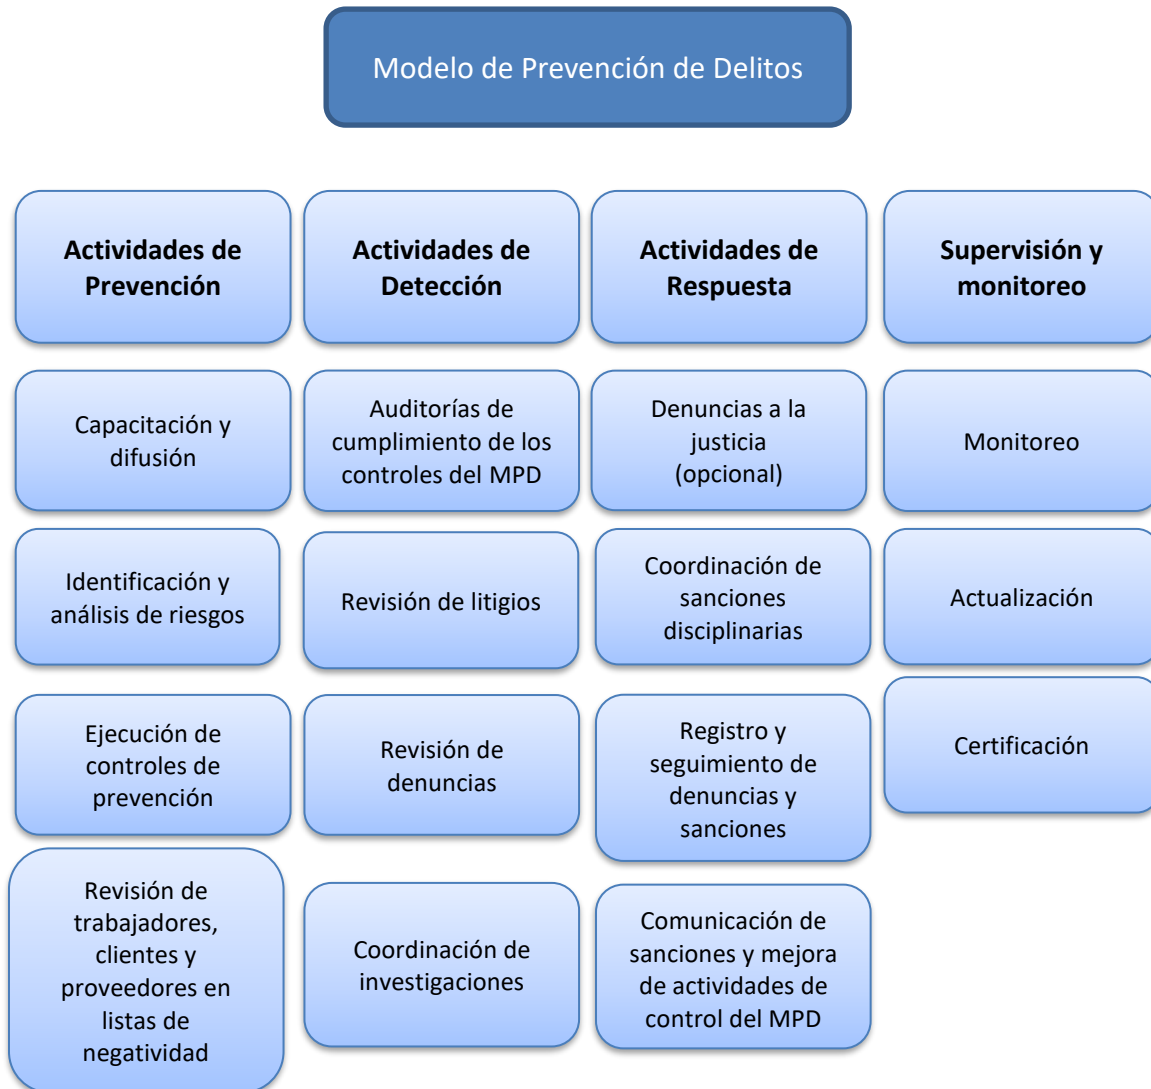 Modelo de Prevención de Delitos
Actividades de
Prevención
Actividades de
Detección
Actividades de
Respuesta
Supervisión y
monitoreo
Capacitación y
difusión
Auditorías de
cumplimiento de los
controles del MPD
Denuncias a la
justicia
(opcional)
Monitoreo
Identificación y
análisis de riesgos
Revisión de litigios
Coordinación de
sanciones
disciplinarias
Actualización
Ejecución de
controles de
prevención
Revisión de
denuncias
Registro y
seguimiento de
denuncias y
sanciones
Certificación
Revisión de
trabajadores,
clientes y
proveedores en
listas de
negatividad
Coordinación de
investigaciones
Comunicación de
sanciones y mejora
de actividades de
control del MPD